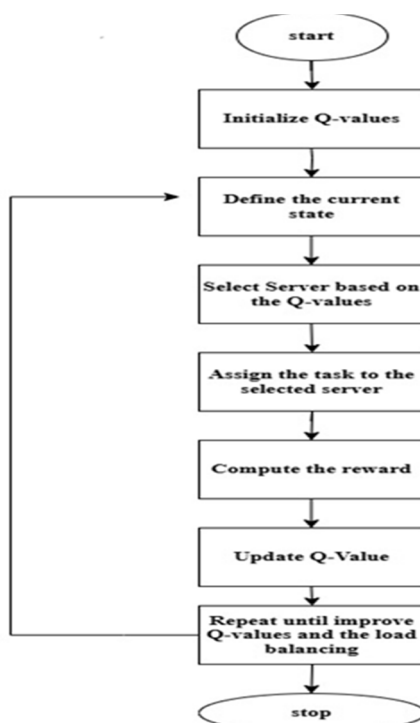 start
Initialize Q-values
Define the current
state
Select Server based on
the Q-values
Assign the task to the
selected server
Compute the reward
Update Q-Value
Repeat until improve
Q-values and the load
balancing
stop